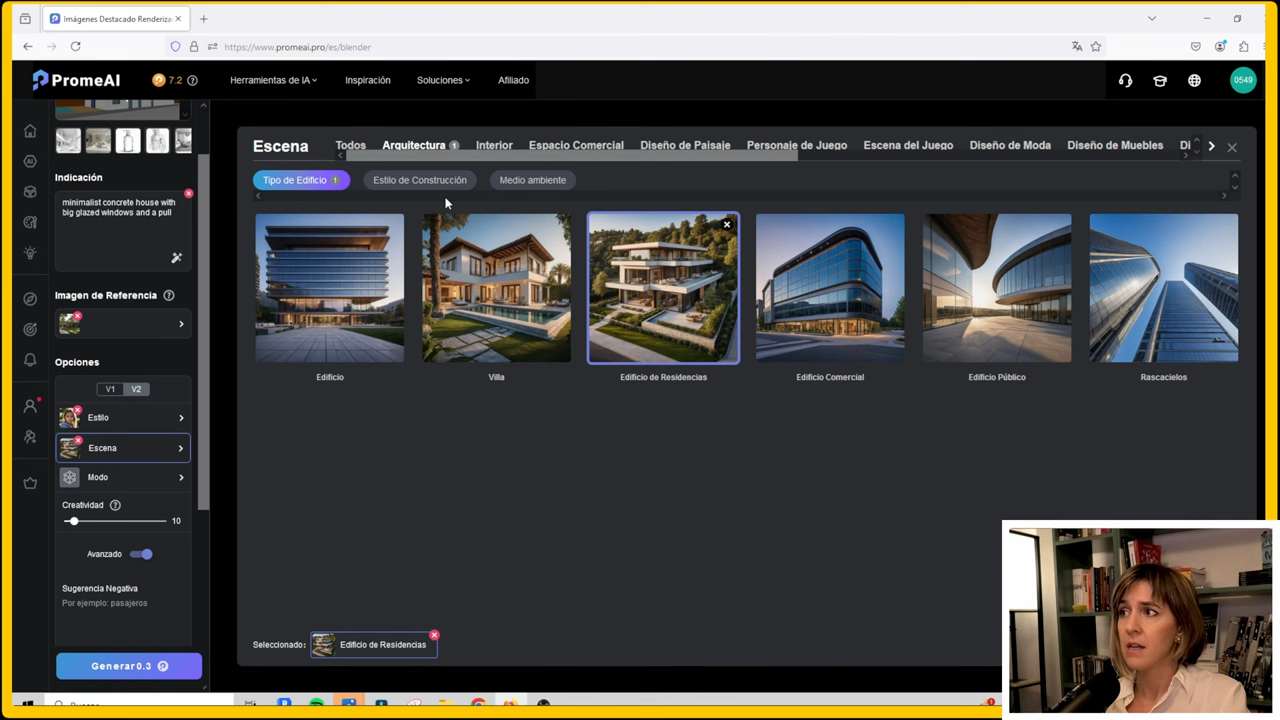 Imágenes Destacado Renderiza
https://www.promeai.pro/es/blender
PromeAI
7.2
Herramientas de IA
Inspiración
Soluciones
Afiliado
0549
Indicación
minimalist concrete house with
big glazed windows and a pull
Imagen de Referencia
Opciones
V1
V2
Estilo
Escena
Modo
Creatividad
10
Avanzado
Sugerencia Negativa
Por ejemplo: pasajeros
Generar 0.3
Escena
Todos
Arquitectura 1
Interior
Espacio Comercial
Diseño de Paisaje
Personaje de Juego
Escena del Juego
Diseño de Moda
Diseño de Muebles
Di
Tipo de Edificio 1
Estilo de Construcción
Medio ambiente
Edificio
Villa
Edificio de Residencias
Edificio Comercial
Edificio Público
Rascacielos
Seleccionado:
Edificio de Residencias